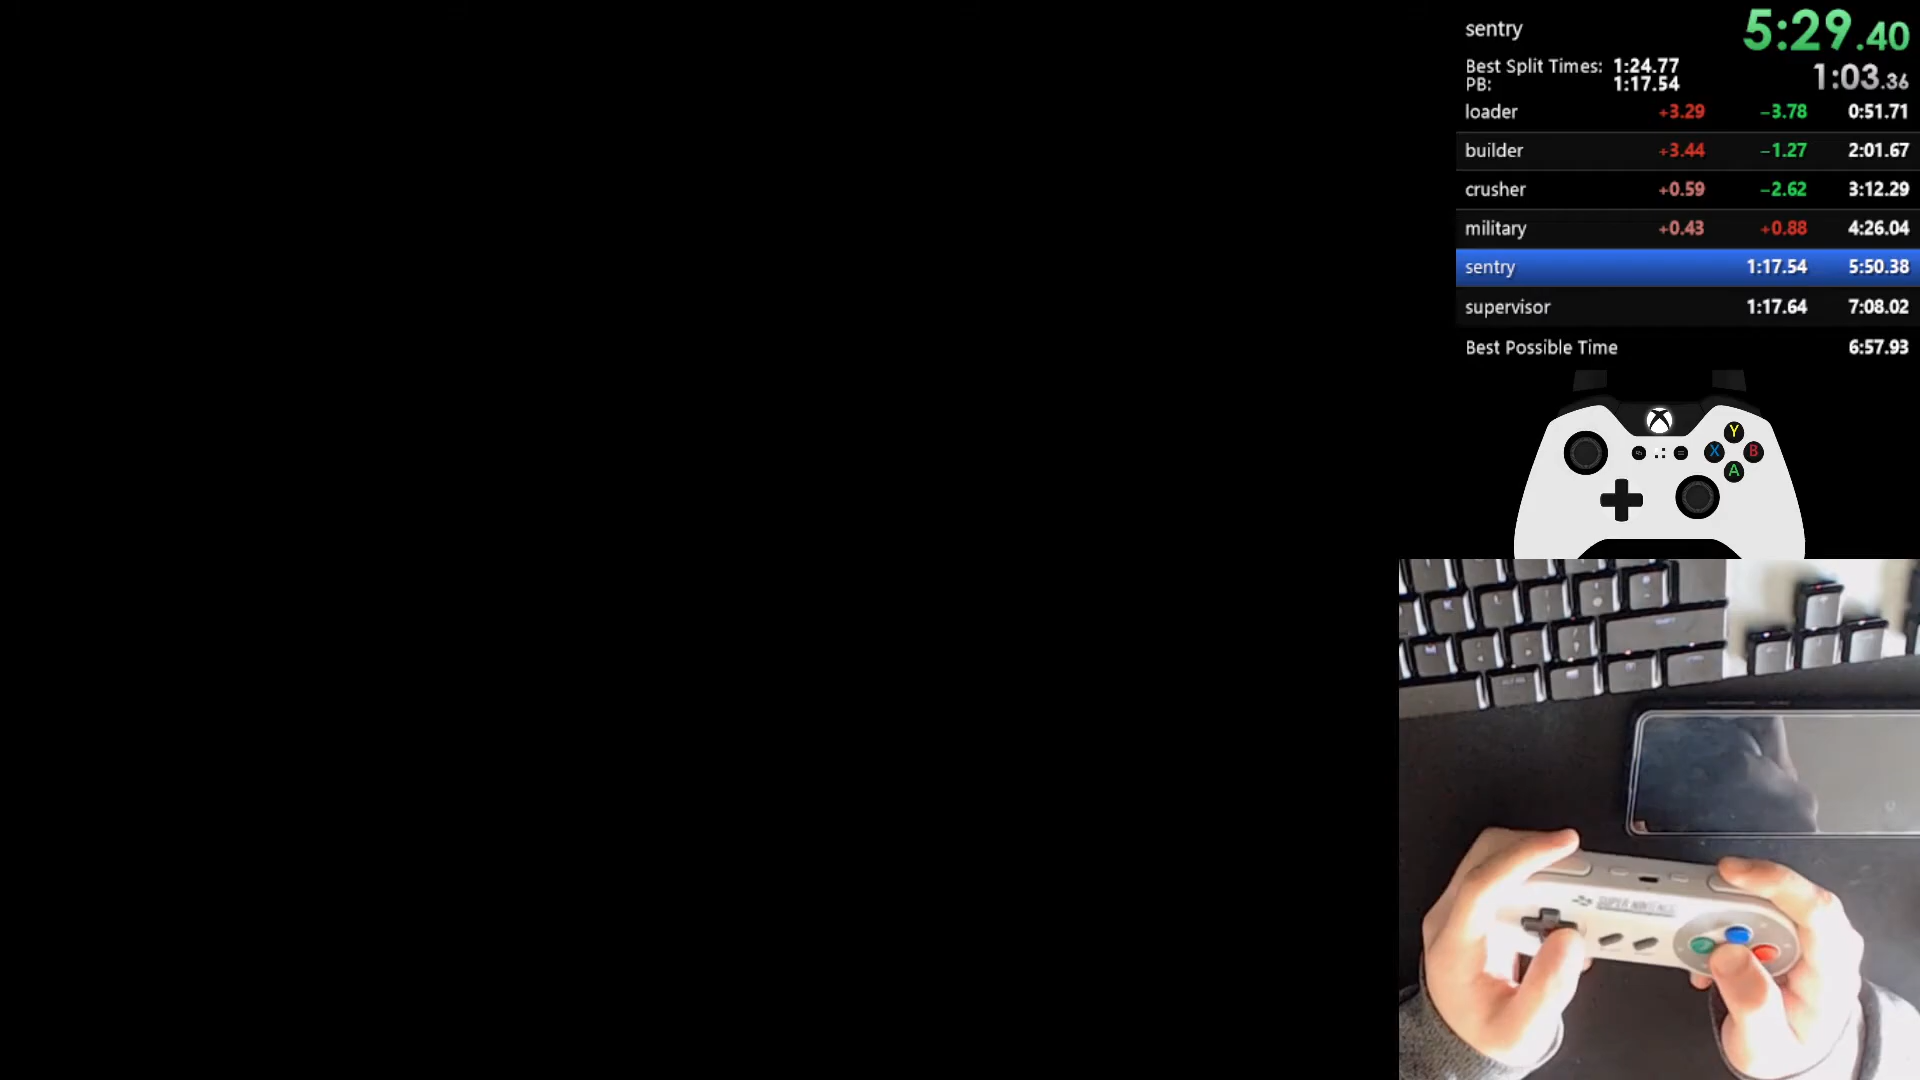 sentry 5:29.40
Best Split Times: 1:24.77 1:03.36
PB: 1:17.54
loader +3.29 −3.78 0:51.71
builder +3.44 −1.27 2:01.67
crusher +0.59 −2.62 3:12.29
military +0.43 +0.88 4:26.04
sentry 1:17.54 5:50.38
supervisor 1:17.64 7:08.02
Best Possible Time 6:57.93
Y
X B
A
SUPER NINTENDO